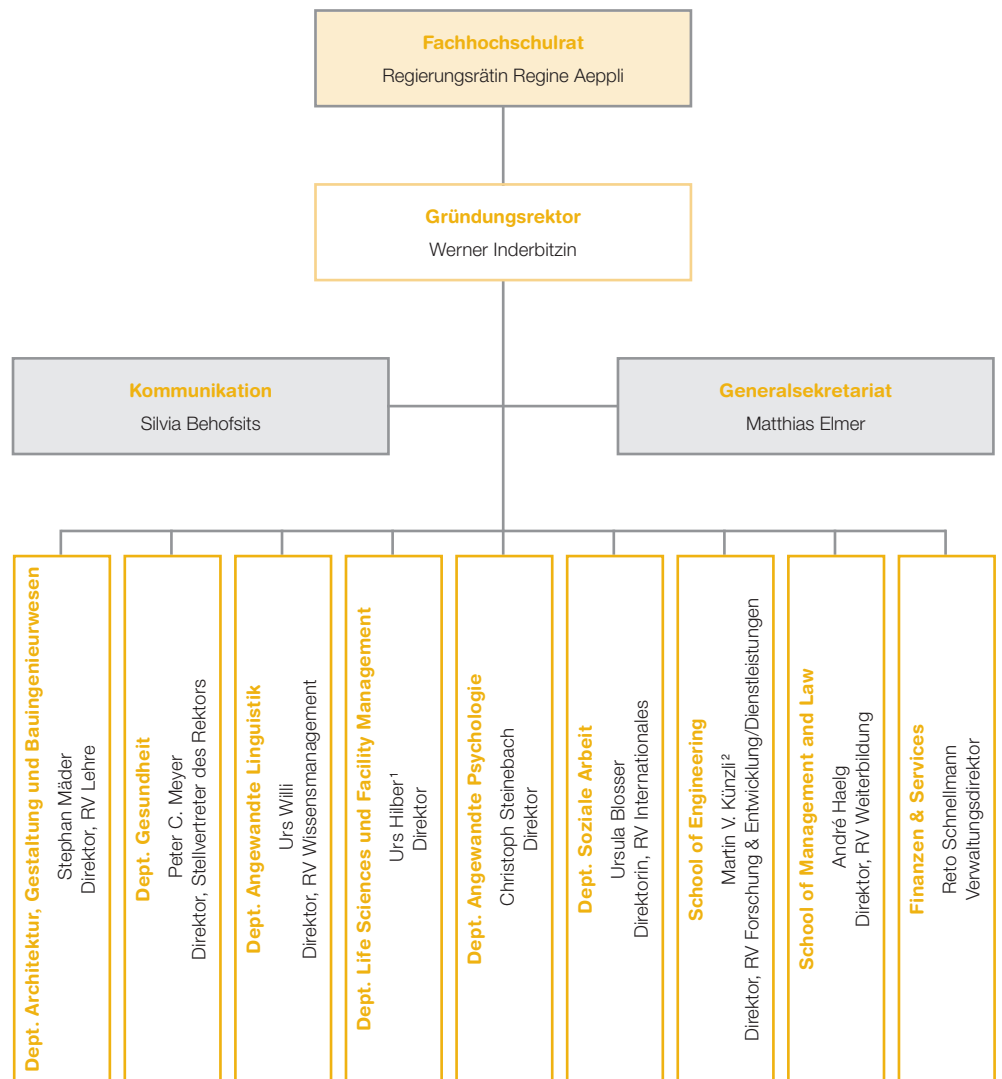 Fachhochschulrat
Regierungsrätin Regine Aeppli
Gründungsrektor
Werner Inderbitzin
Kommunikation
Silvia Behofsits
Generalsekretariat
Matthias Elmer
Dept. Architektur, Gestaltung und Bauingenieurwesen
Stephan Mäder
Direktor, RV Lehre
Dept. Gesundheit
Peter C. Meyer
Direktor, Stellvertreter des Rektors
Dept. Angewandte Linguistik
Urs Willi
Direktor, RV Wissensmanagement
Dept. Life Sciences und Facility Management
Urs Hilber¹
Direktor
Dept. Angewandte Psychologie
Christoph Steinebach
Direktor
Dept. Soziale Arbeit
Ursula Blosser
Direktorin, RV Internationales
School of Engineering
Martin V. Künzli²
Direktor, RV Forschung & Entwicklung/Dienstleistungen
School of Management and Law
André Haelg
Direktor, RV Weiterbildung
Finanzen & Services
Reto Schnellmann
Verwaltungsdirektor